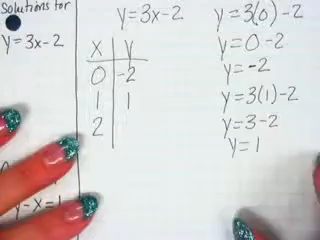 Solutions for
y=3x-2
y-x=1
y=3x-2
x y
0 -2
1 1
2
y=3(0)-2
y=0-2
y=-2
y=3(1)-2
y=3-2
y=1